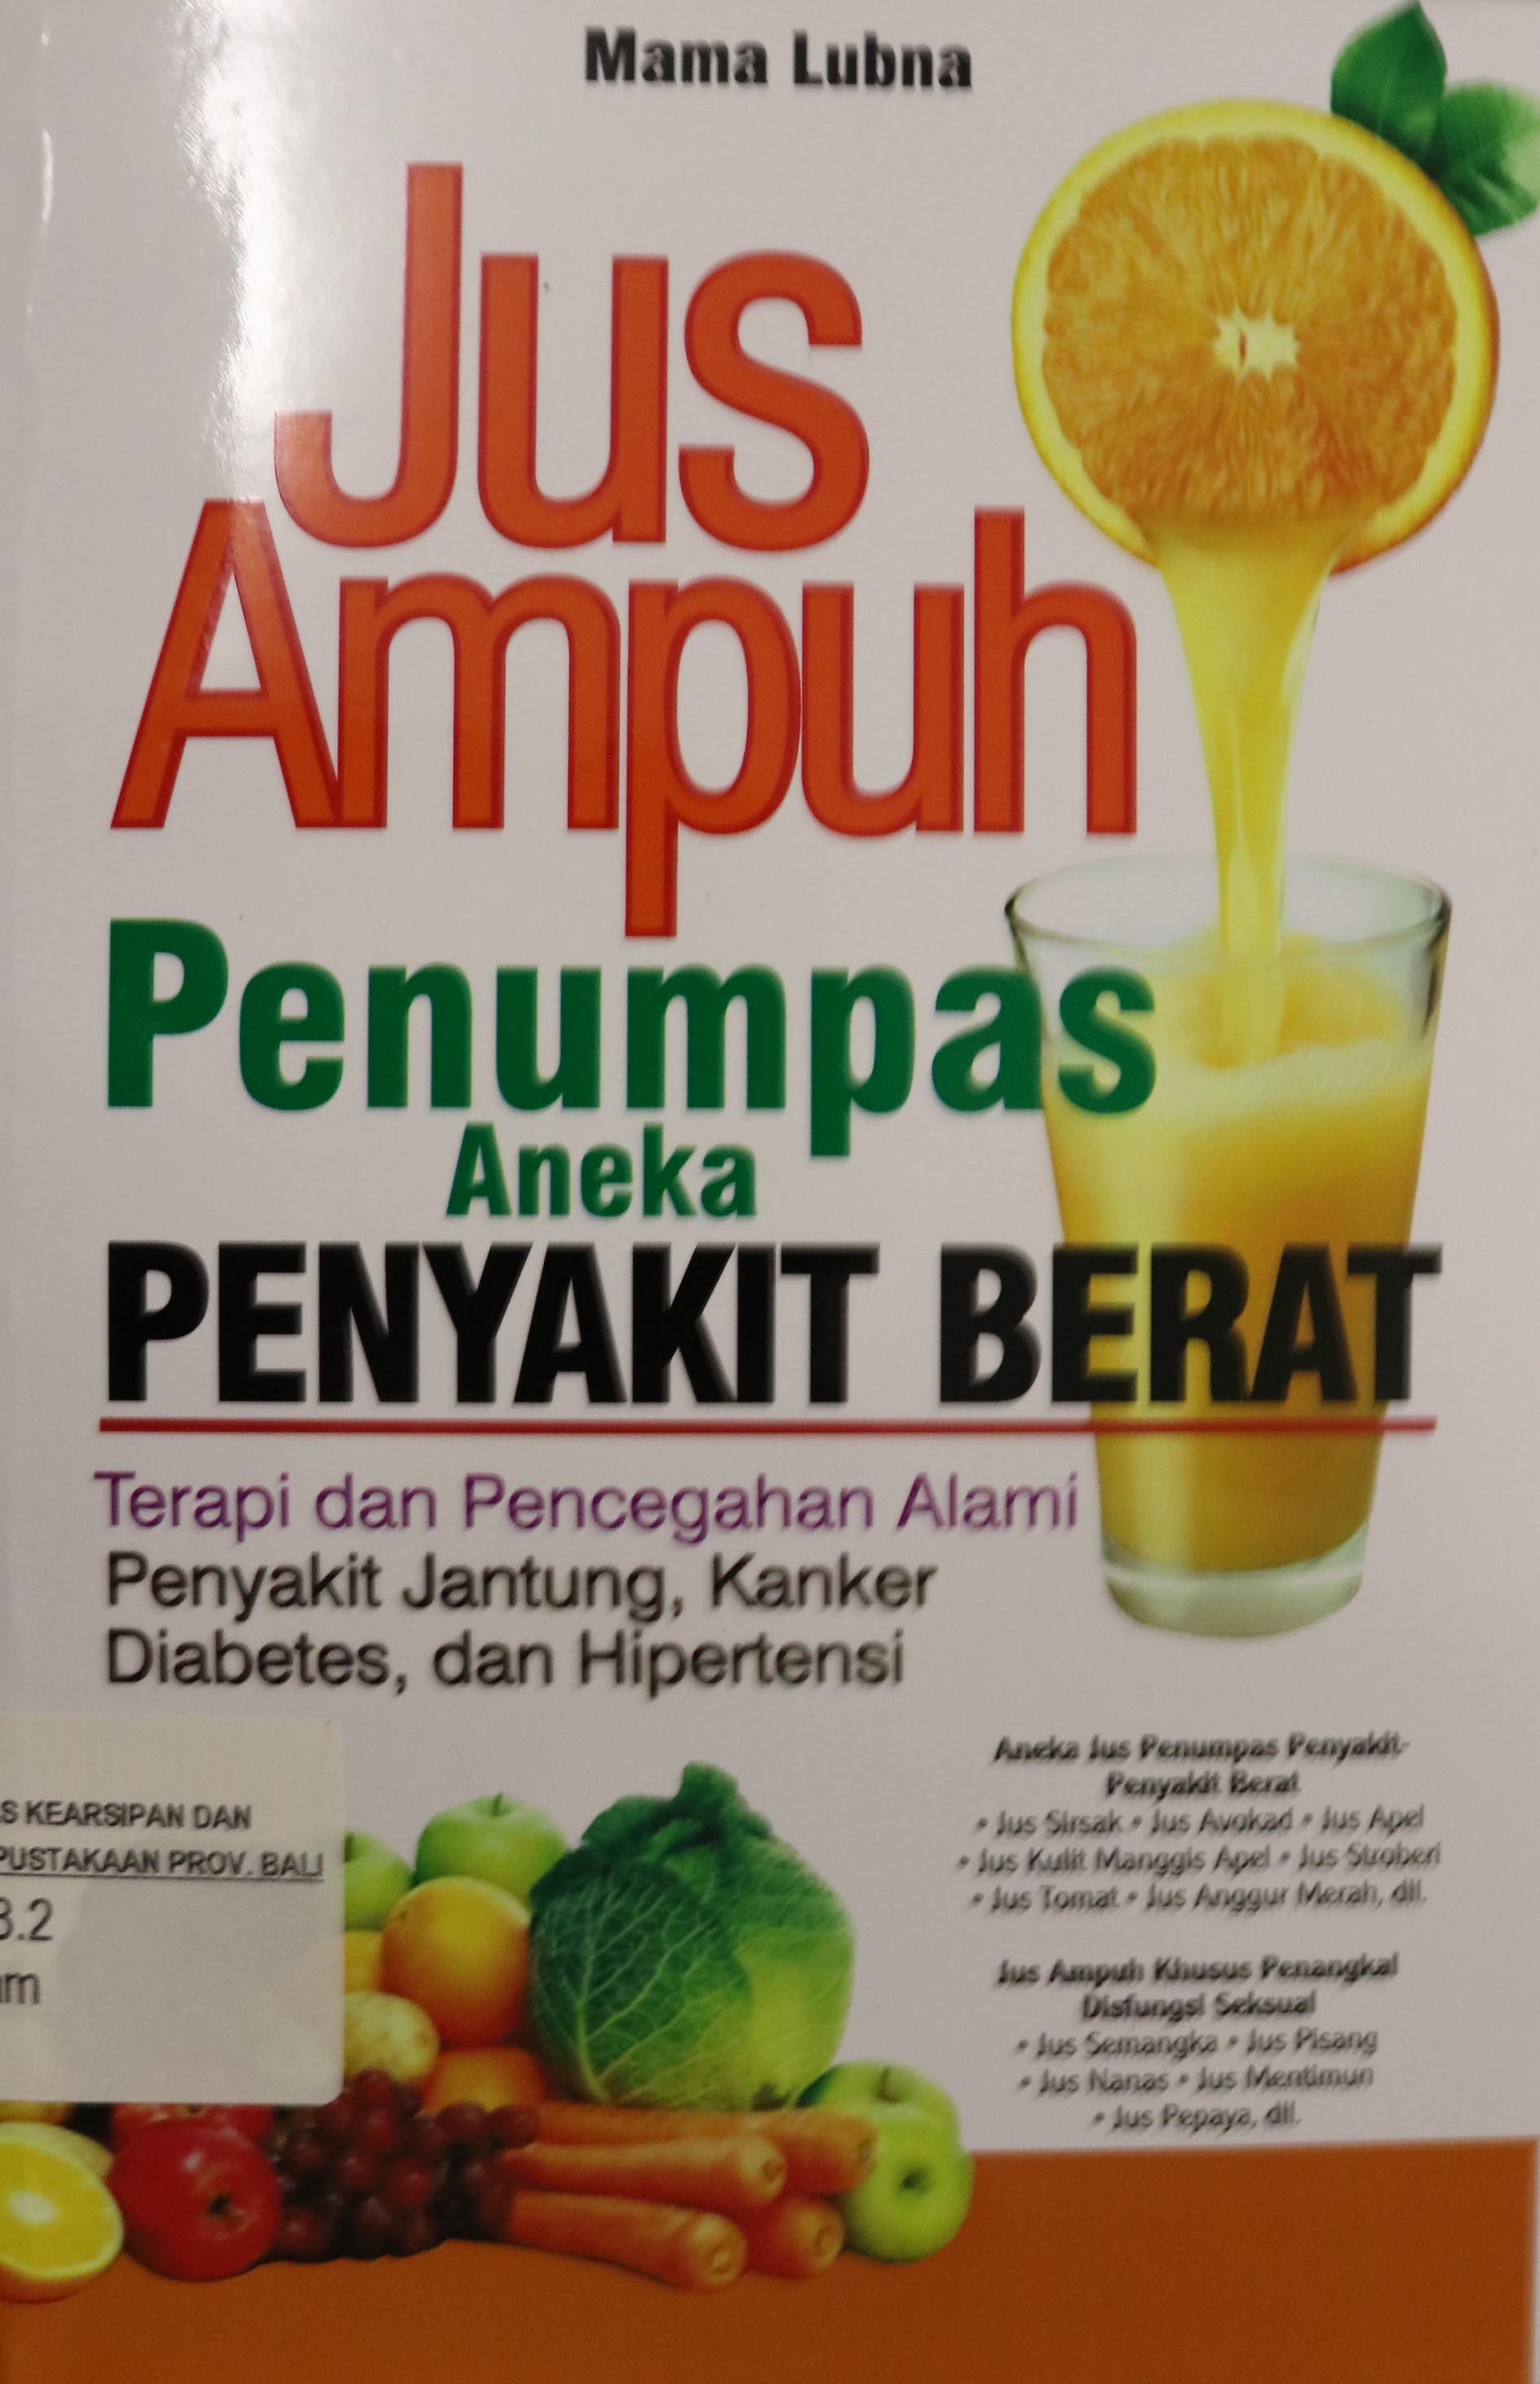 Mama Lubna
Jus
Ampuh
Penumpas
Aneka
PENYAKIT BERAT
Terapi dan Pencegahan Alami
Penyakit Jantung, Kanker
Diabetes, dan Hipertensi
S KEARSIPAN DAN
PUSTAKAAN PROV. BALI
3.2
am
Aneka Jus Penumpas Penyakit-
Penyakit Berat
• Jus Sirsak • Jus Avokad • Jus Apel
• Jus Kulit Manggis Apel • Jus Stroberi
• Jus Tomat • Jus Anggur Merah, dll.
Jus Ampuh Khusus Penangkal
Disfungsi Seksual
• Jus Semangka • Jus Pisang
• Jus Nanas • Jus Mentimun
• Jus Pepaya, dll.